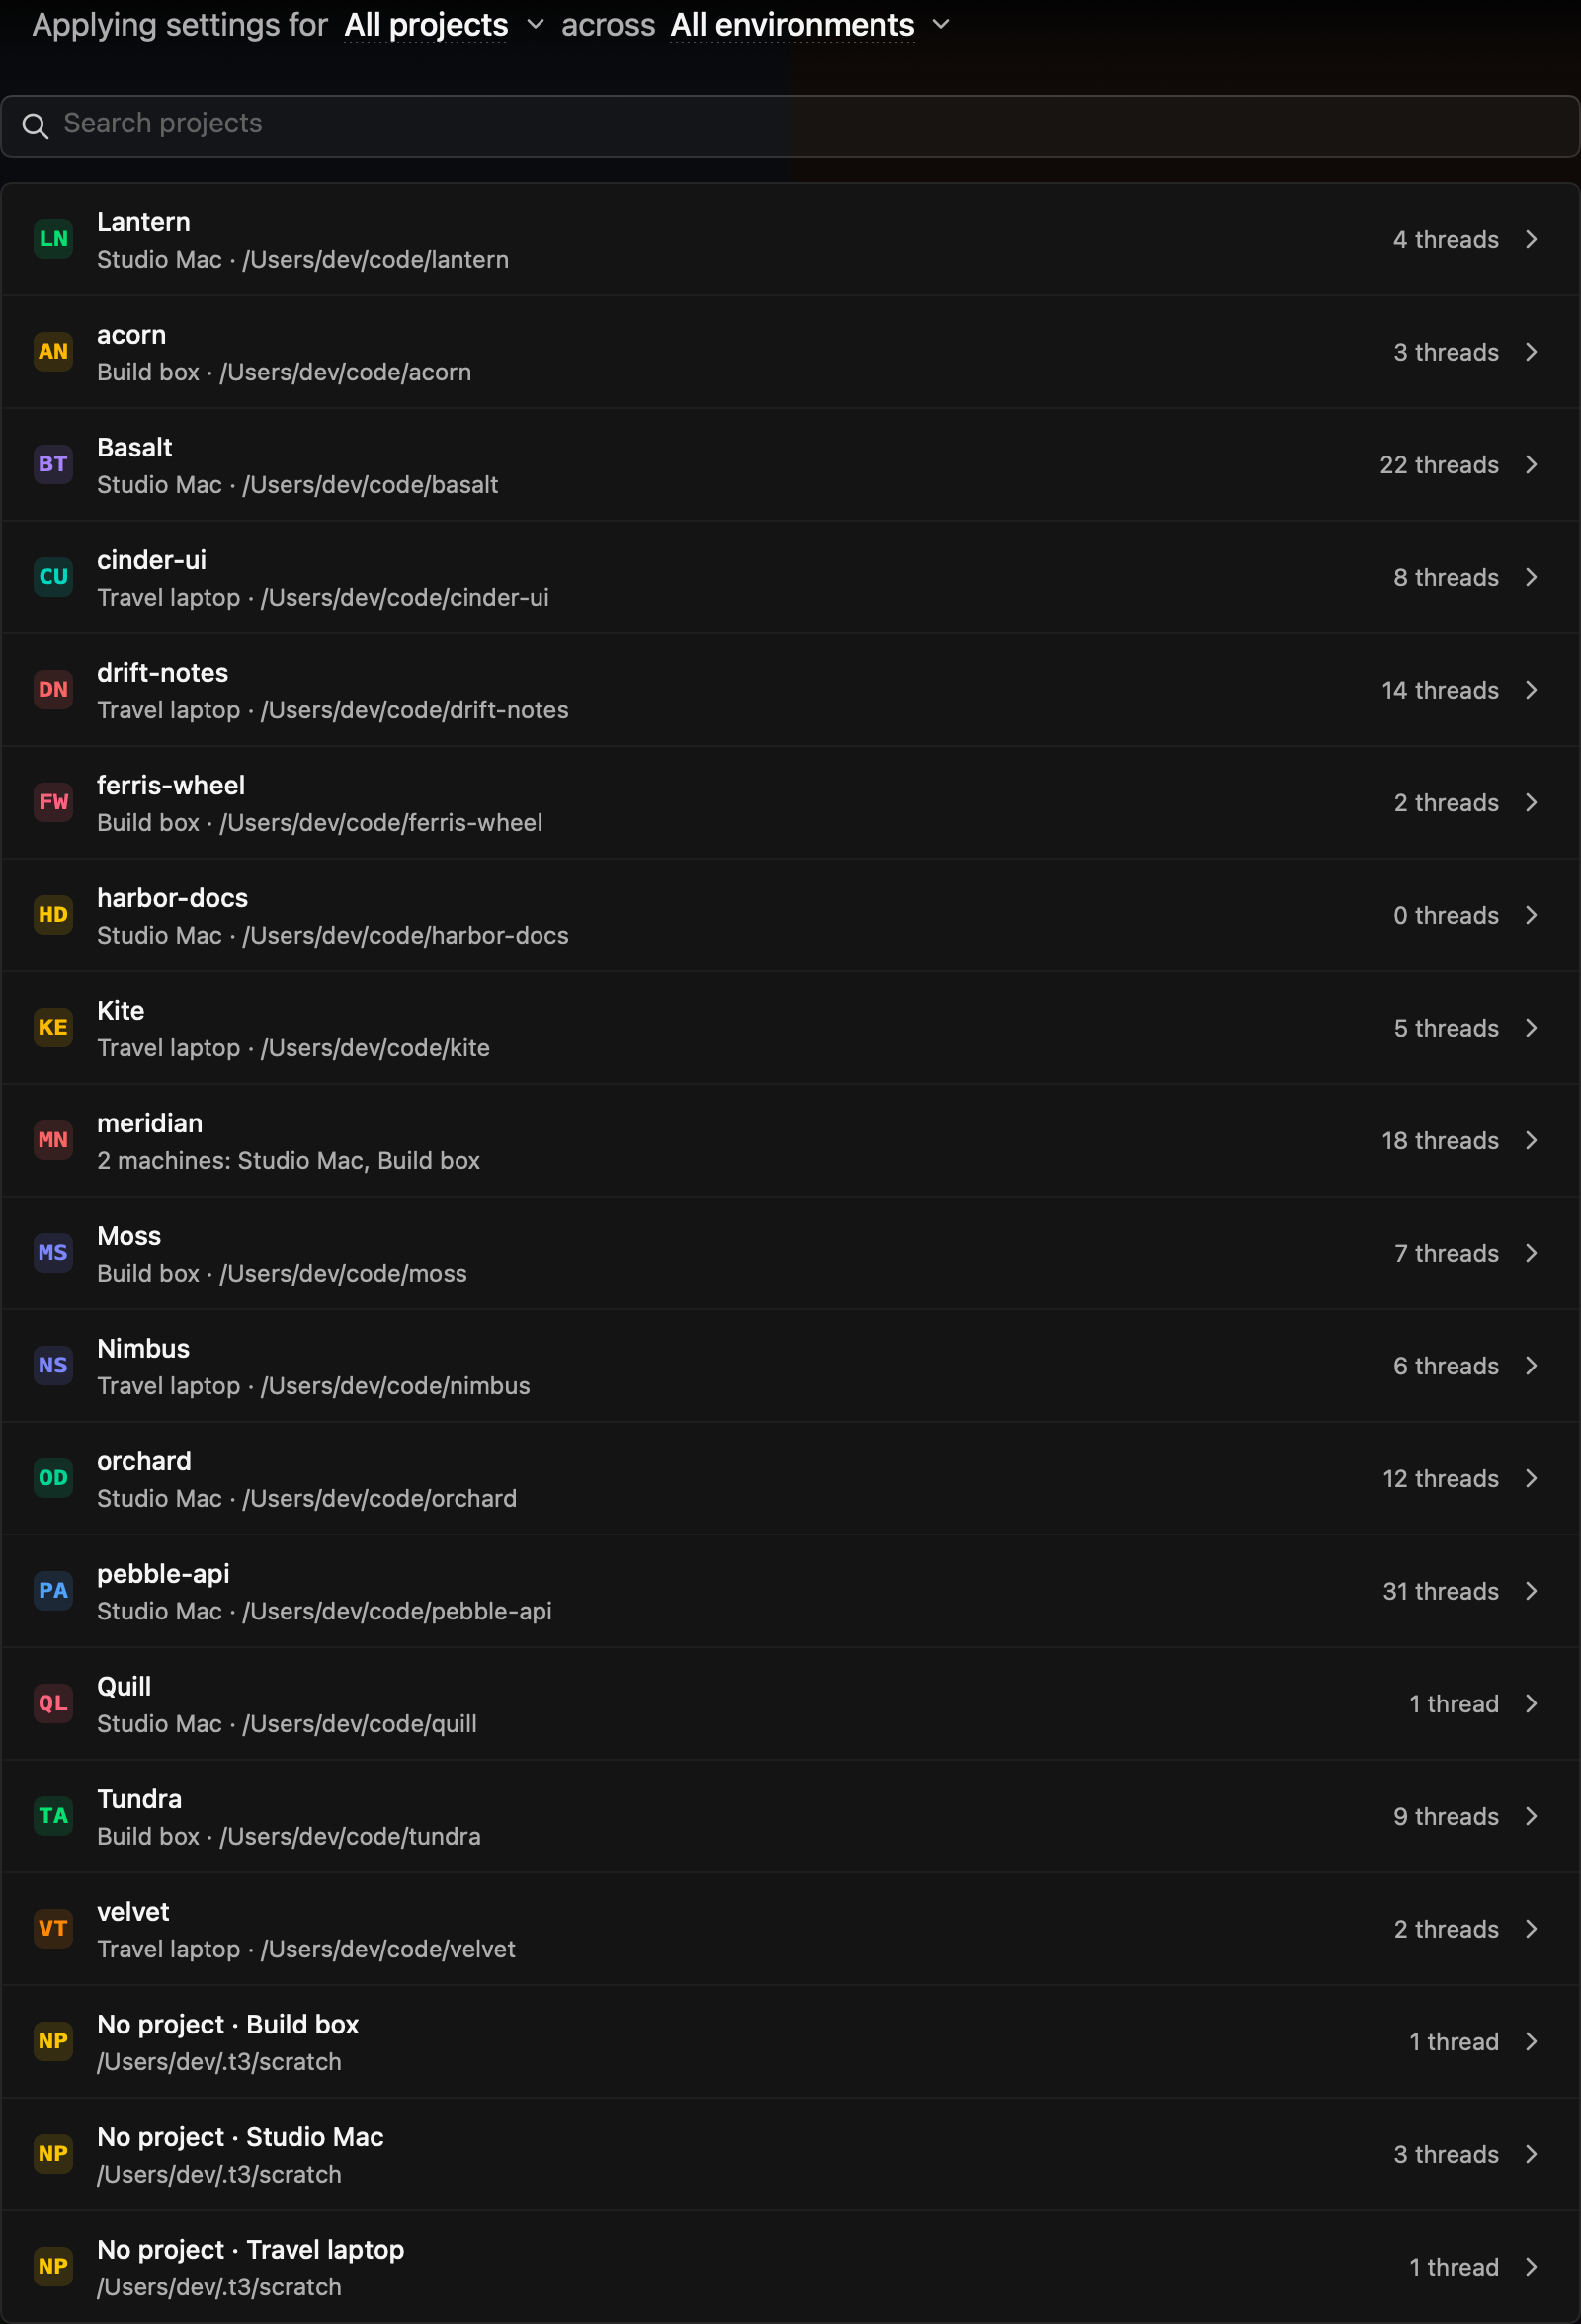 Applying settings for All projects across All environments
Search projects
LN
Lantern
Studio Mac · /Users/dev/code/lantern
4 threads
AN
acorn
Build box · /Users/dev/code/acorn
3 threads
BT
Basalt
Studio Mac · /Users/dev/code/basalt
22 threads
CU
cinder-ui
Travel laptop · /Users/dev/code/cinder-ui
8 threads
DN
drift-notes
Travel laptop · /Users/dev/code/drift-notes
14 threads
FW
ferris-wheel
Build box · /Users/dev/code/ferris-wheel
2 threads
HD
harbor-docs
Studio Mac · /Users/dev/code/harbor-docs
0 threads
KE
Kite
Travel laptop · /Users/dev/code/kite
5 threads
MN
meridian
2 machines: Studio Mac, Build box
18 threads
MS
Moss
Build box · /Users/dev/code/moss
7 threads
NS
Nimbus
Travel laptop · /Users/dev/code/nimbus
6 threads
OD
orchard
Studio Mac · /Users/dev/code/orchard
12 threads
PA
pebble-api
Studio Mac · /Users/dev/code/pebble-api
31 threads
QL
Quill
Studio Mac · /Users/dev/code/quill
1 thread
TA
Tundra
Build box · /Users/dev/code/tundra
9 threads
VT
velvet
Travel laptop · /Users/dev/code/velvet
2 threads
NP
No project · Build box
/Users/dev/.t3/scratch
1 thread
NP
No project · Studio Mac
/Users/dev/.t3/scratch
3 threads
NP
No project · Travel laptop
/Users/dev/.t3/scratch
1 thread